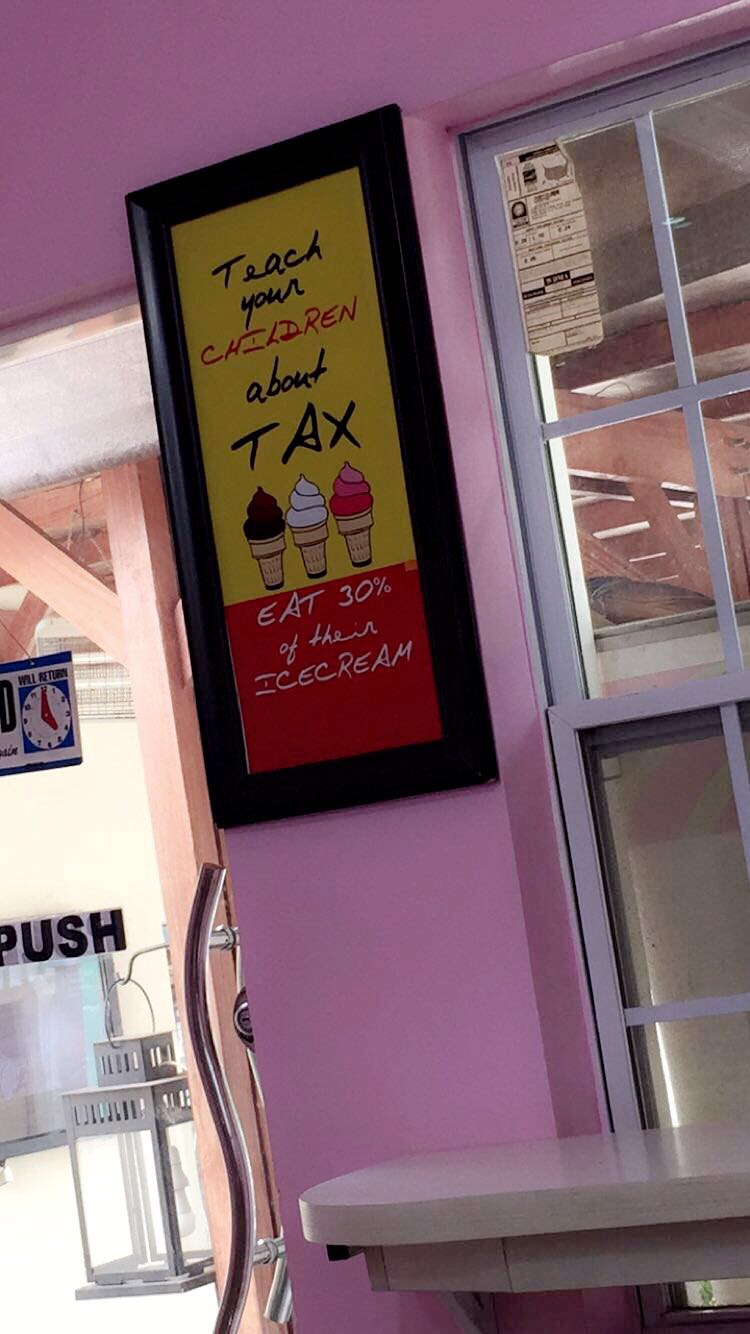 Teach
your
CHILDREN
about
TAX
EAT 30%
of their
ICECREAM
WILL RETURN
PUSH